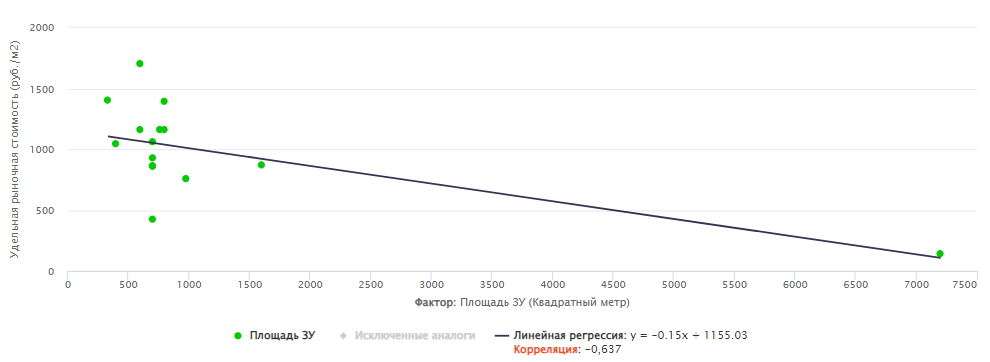 2000
1500
1000
500
0
Удельная рыночная стоимость (руб./м2)
0 500 1000 1500 2000 2500 3000 3500 4000 4500 5000 5500 6000 6500 7000 7500
Фактор: Площадь ЗУ (Квадратный метр)
Площадь ЗУ Исключенные аналоги Линейная регрессия: y = -0.15x + 1155.03
Корреляция: -0,637